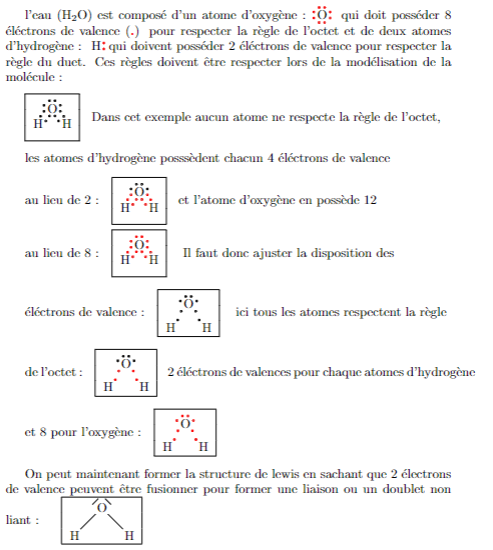 l'eau (H₂O) est composé d'un atome d'oxygène : O qui doit posséder 8
éléctrons de valence (.) pour respecter la règle de l'octet et de deux atomes
d'hydrogène : H: qui doivent posséder 2 éléctrons de valence pour respecter la
règle du duet. Ces règles doivent être respecter lors de la modélisation de la
molécule :
O
H H
Dans cet exemple aucun atome ne respecte la règle de l'octet,
les atomes d'hydrogène posssèdent chacun 4 éléctrons de valence
au lieu de 2 :
O
H H
et l'atome d'oxygène en possède 12
au lieu de 8 :
O
H H
Il faut donc ajuster la disposition des
éléctrons de valence :
O
H H
ici tous les atomes respectent la règle
de l'octet :
O
H H
2 éléctrons de valences pour chaque atomes d'hydrogène
et 8 pour l'oxygène :
O
H H
On peut maintenant former la structure de lewis en sachant que 2 électrons
de valence peuvent être fusionner pour former une liaison ou un doublet non
liant :
O
H H